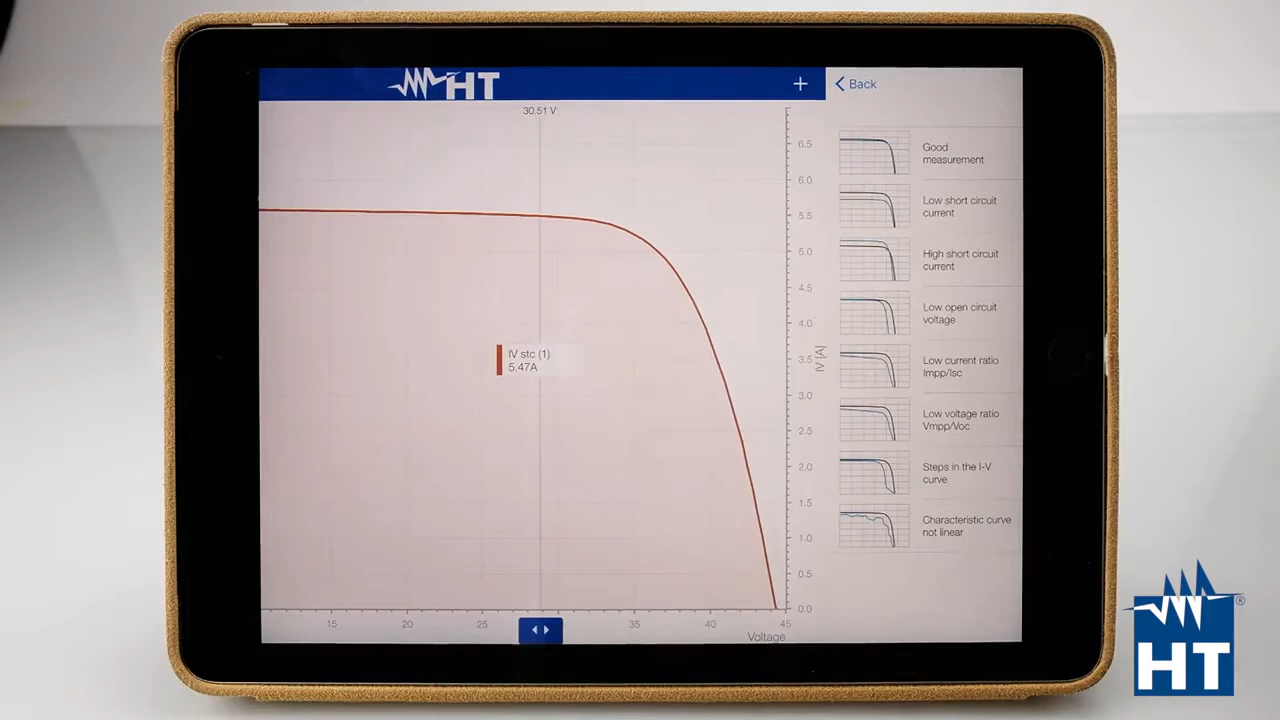 HT
+
Back
30.51 V
6.5
6.0
5.5
5.0
4.5
4.0
3.5
3.0
2.5
2.0
1.5
1.0
0.5
0.0
IV [A]
IV stc (1)
5.47A
15
20
25
35
40
45
Voltage
Good
measurement
Low short circuit
current
High short circuit
current
Low open circuit
voltage
Low current ratio
Impp/Isc
Low voltage ratio
Vmpp/Voc
Steps in the I-V
curve
Characteristic curve
not linear
®
HT